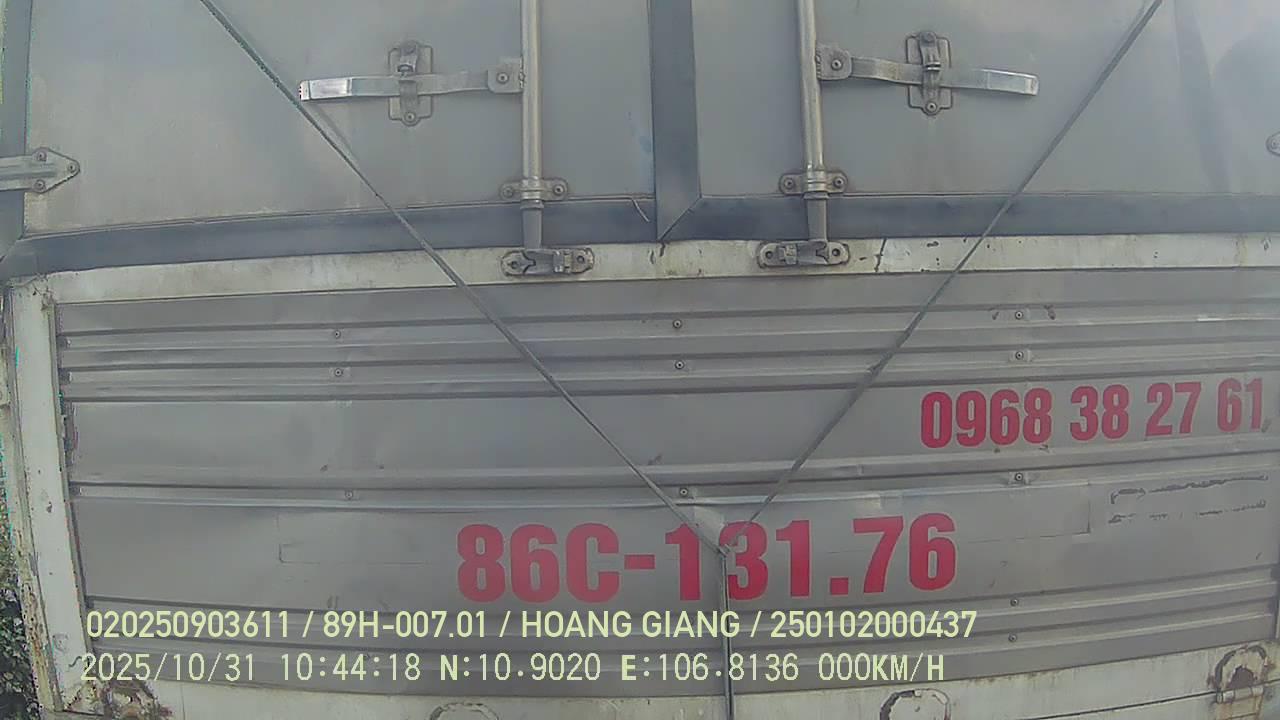 0968 38 27 61
86C-131.76
020250903611 / 89H-007.01 / HOANG GIANG / 250102000437
2025/10/31 10:44:18 N:10.9020 E:106.8136 000KM/H